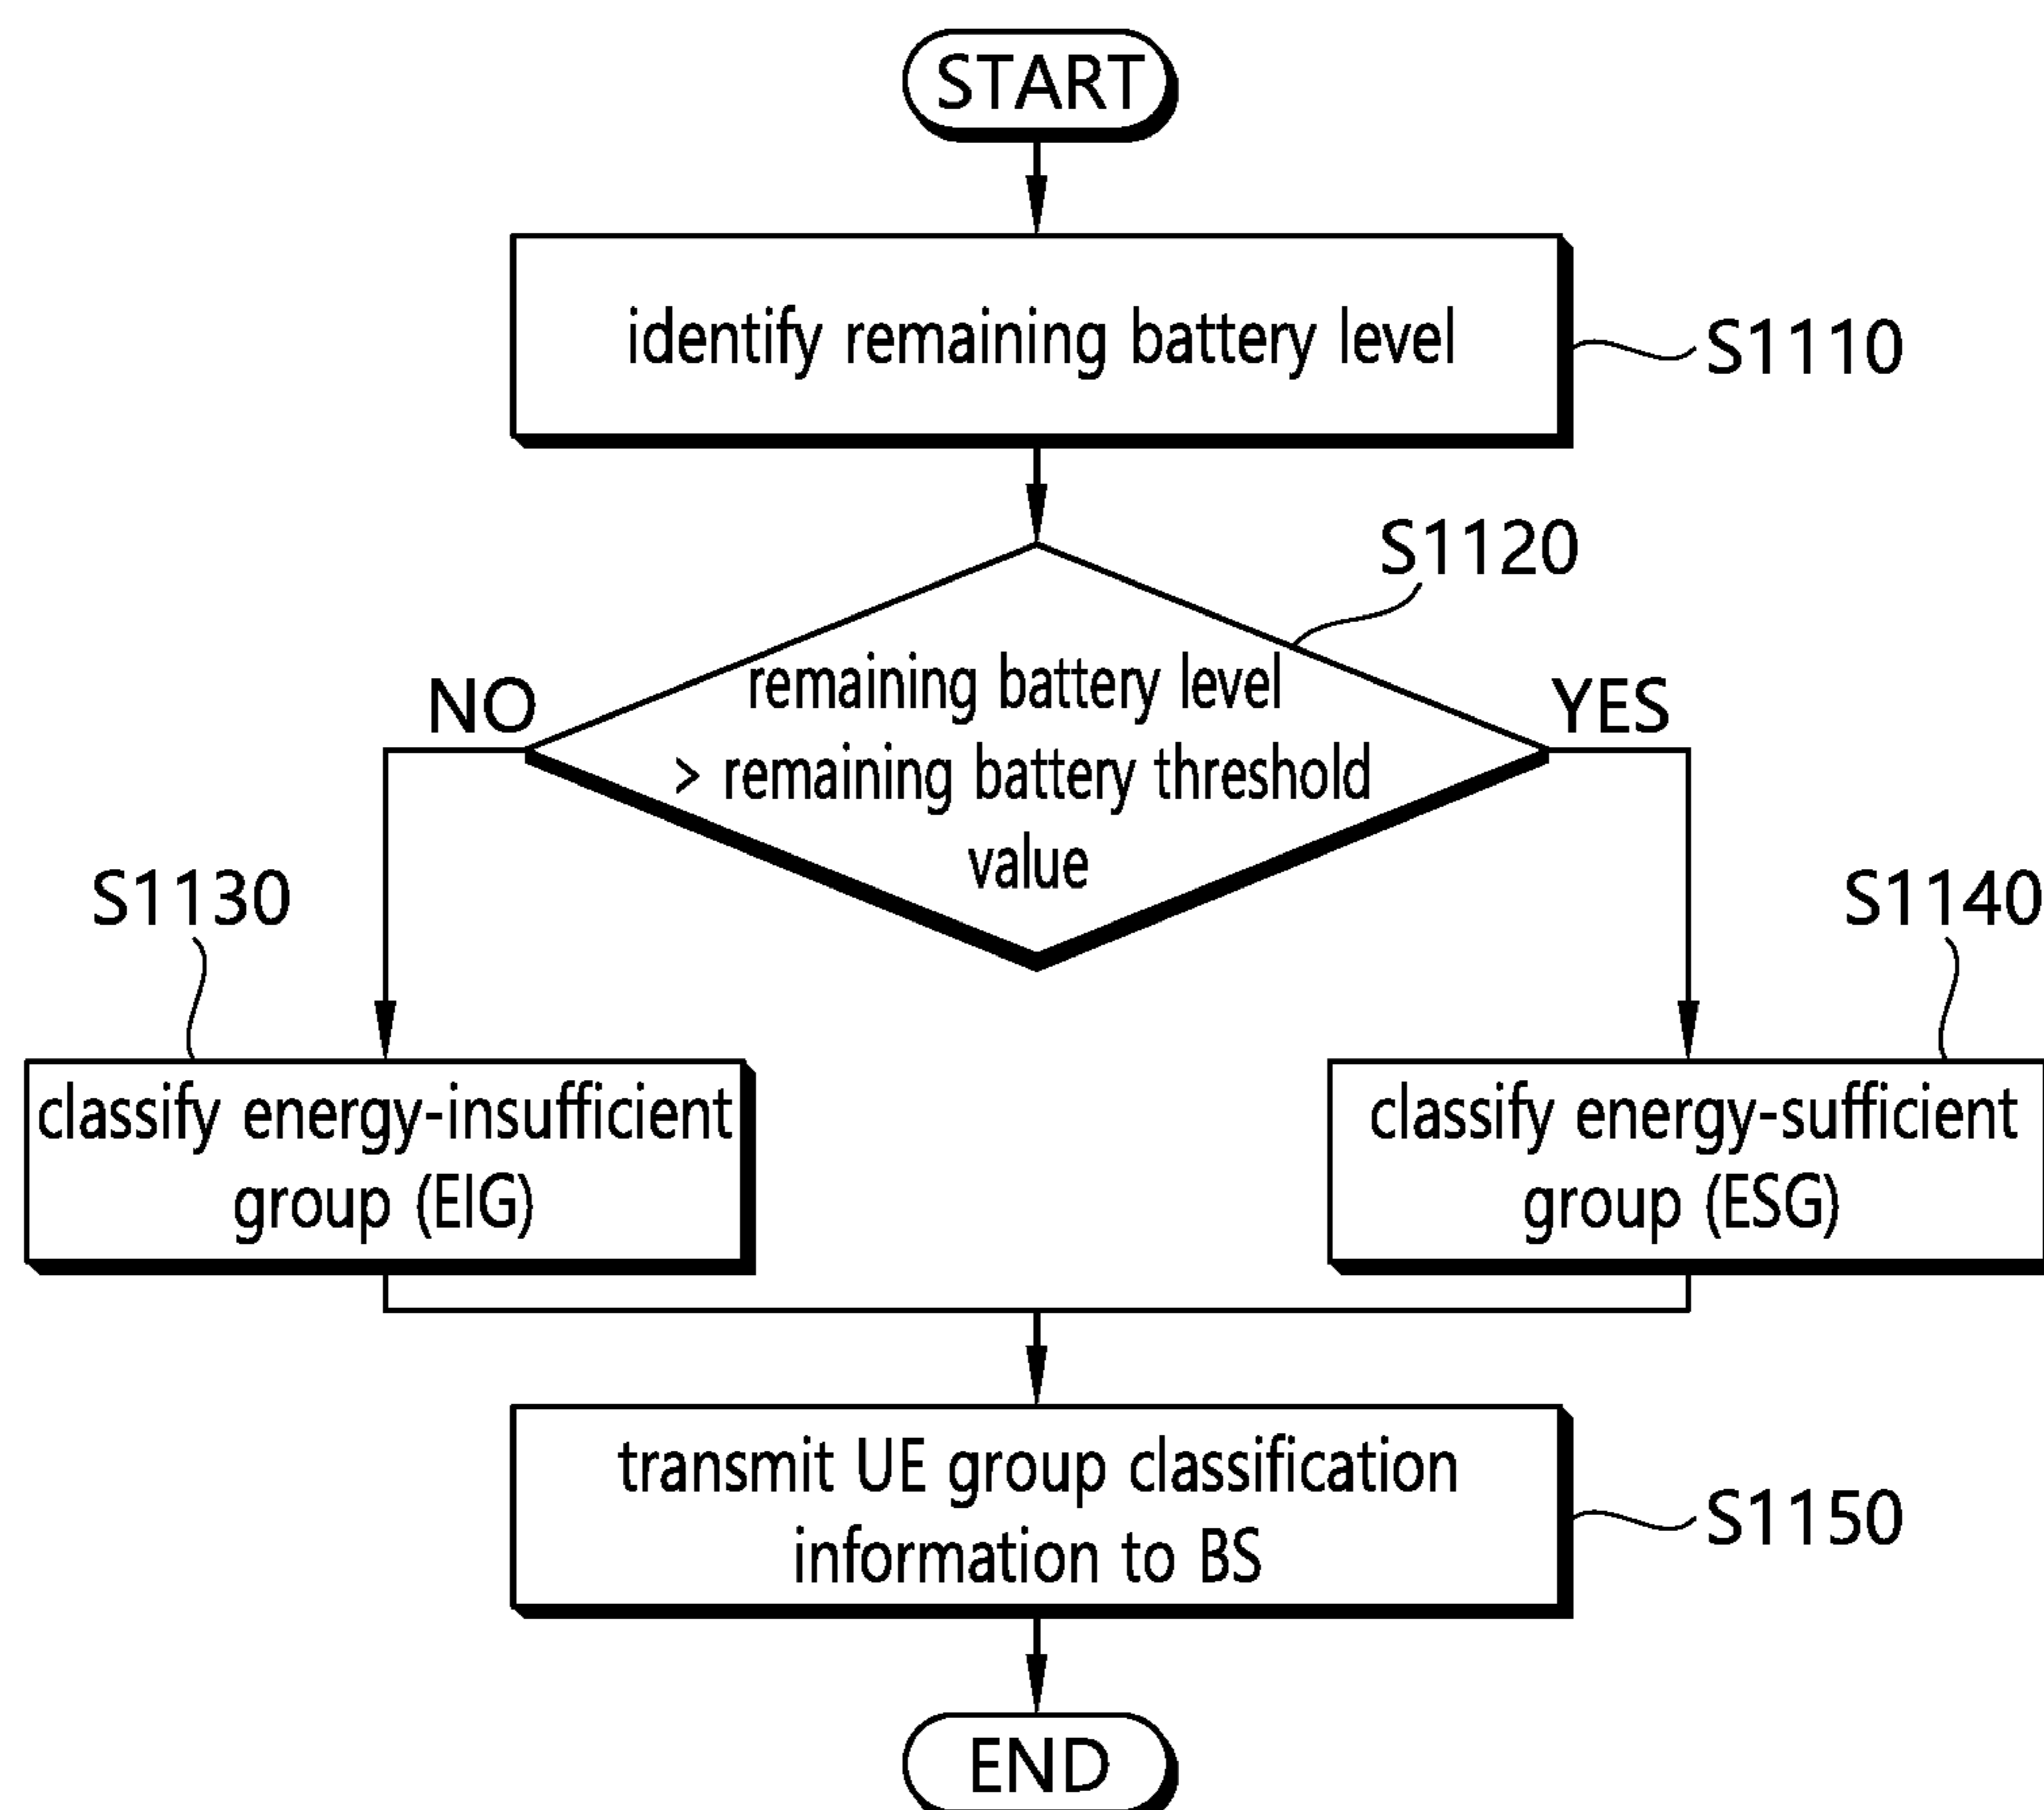 START
identify remaining battery level
S1110
S1120
remaining battery level
> remaining battery threshold
value
NO
YES
S1130
S1140
classify energy-insufficient
group (EIG)
classify energy-sufficient
group (ESG)
transmit UE group classification
information to BS
S1150
END